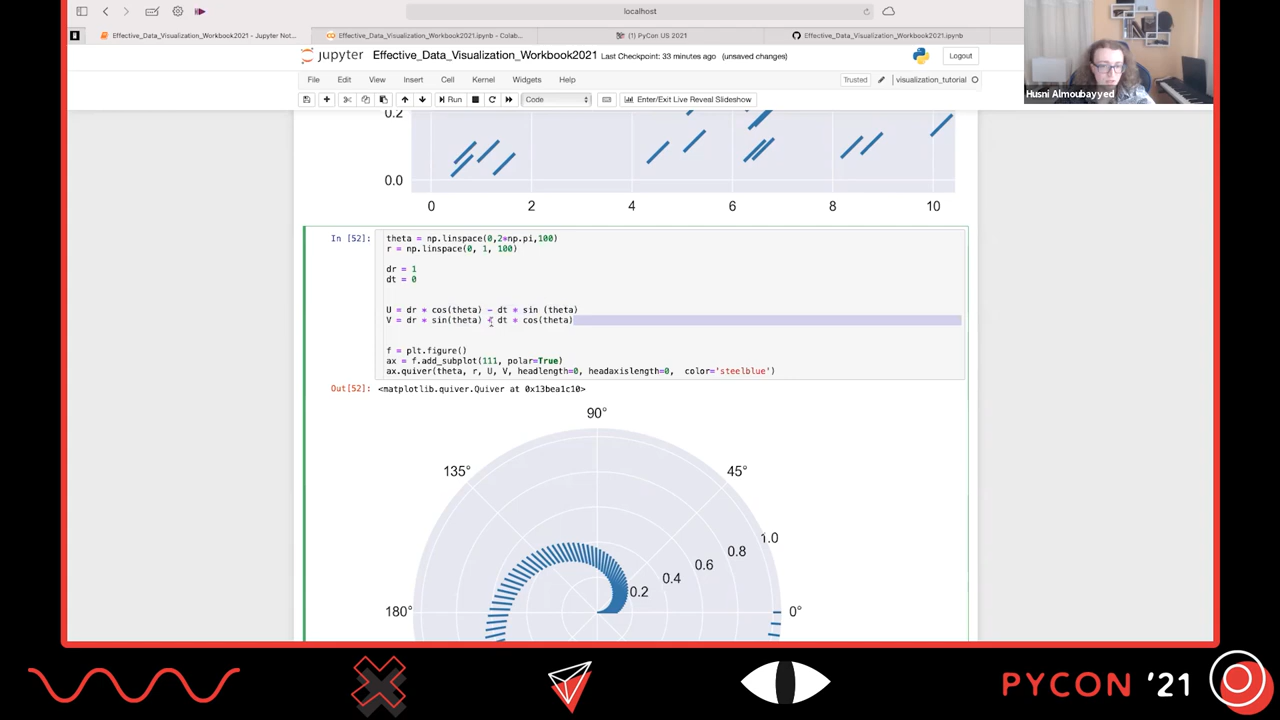 localhost
Effective_Data_Visualization_Workbook2021 - Jupyter Not...
Effective_Data_Visualization_Workbook2021.ipynb - Colab...
(1) PyCon US 2021
Effective_Data_Visualization_Workbook2021.ipynb
jupyter Effective_Data_Visualization_Workbook2021 Last Checkpoint: 33 minutes ago (unsaved changes) Logout
File Edit View Insert Cell Kernel Widgets Help Trusted visualization_tutorial
Run Code Enter/Exit Live Reveal Slideshow
Husni Almoubayyed
0.2
0.0
0 2 4 6 8 10
In [52]: theta = np.linspace(0,2*np.pi,100)
r = np.linspace(0, 1, 100)
dr = 1
dt = 0
U = dr * cos(theta) - dt * sin (theta)
V = dr * sin(theta) dt * cos(theta)
f = plt.figure()
ax = f.add_subplot(111, polar=True)
ax.quiver(theta, r, U, V, headlength=0, headaxislength=0, color='steelblue')
Out[52]: <matplotlib.quiver.Quiver at 0x13bea1c10>
90°
135° 45°
1.0
0.8
0.6
0.4
0.2
180° 0°
PYCON '21